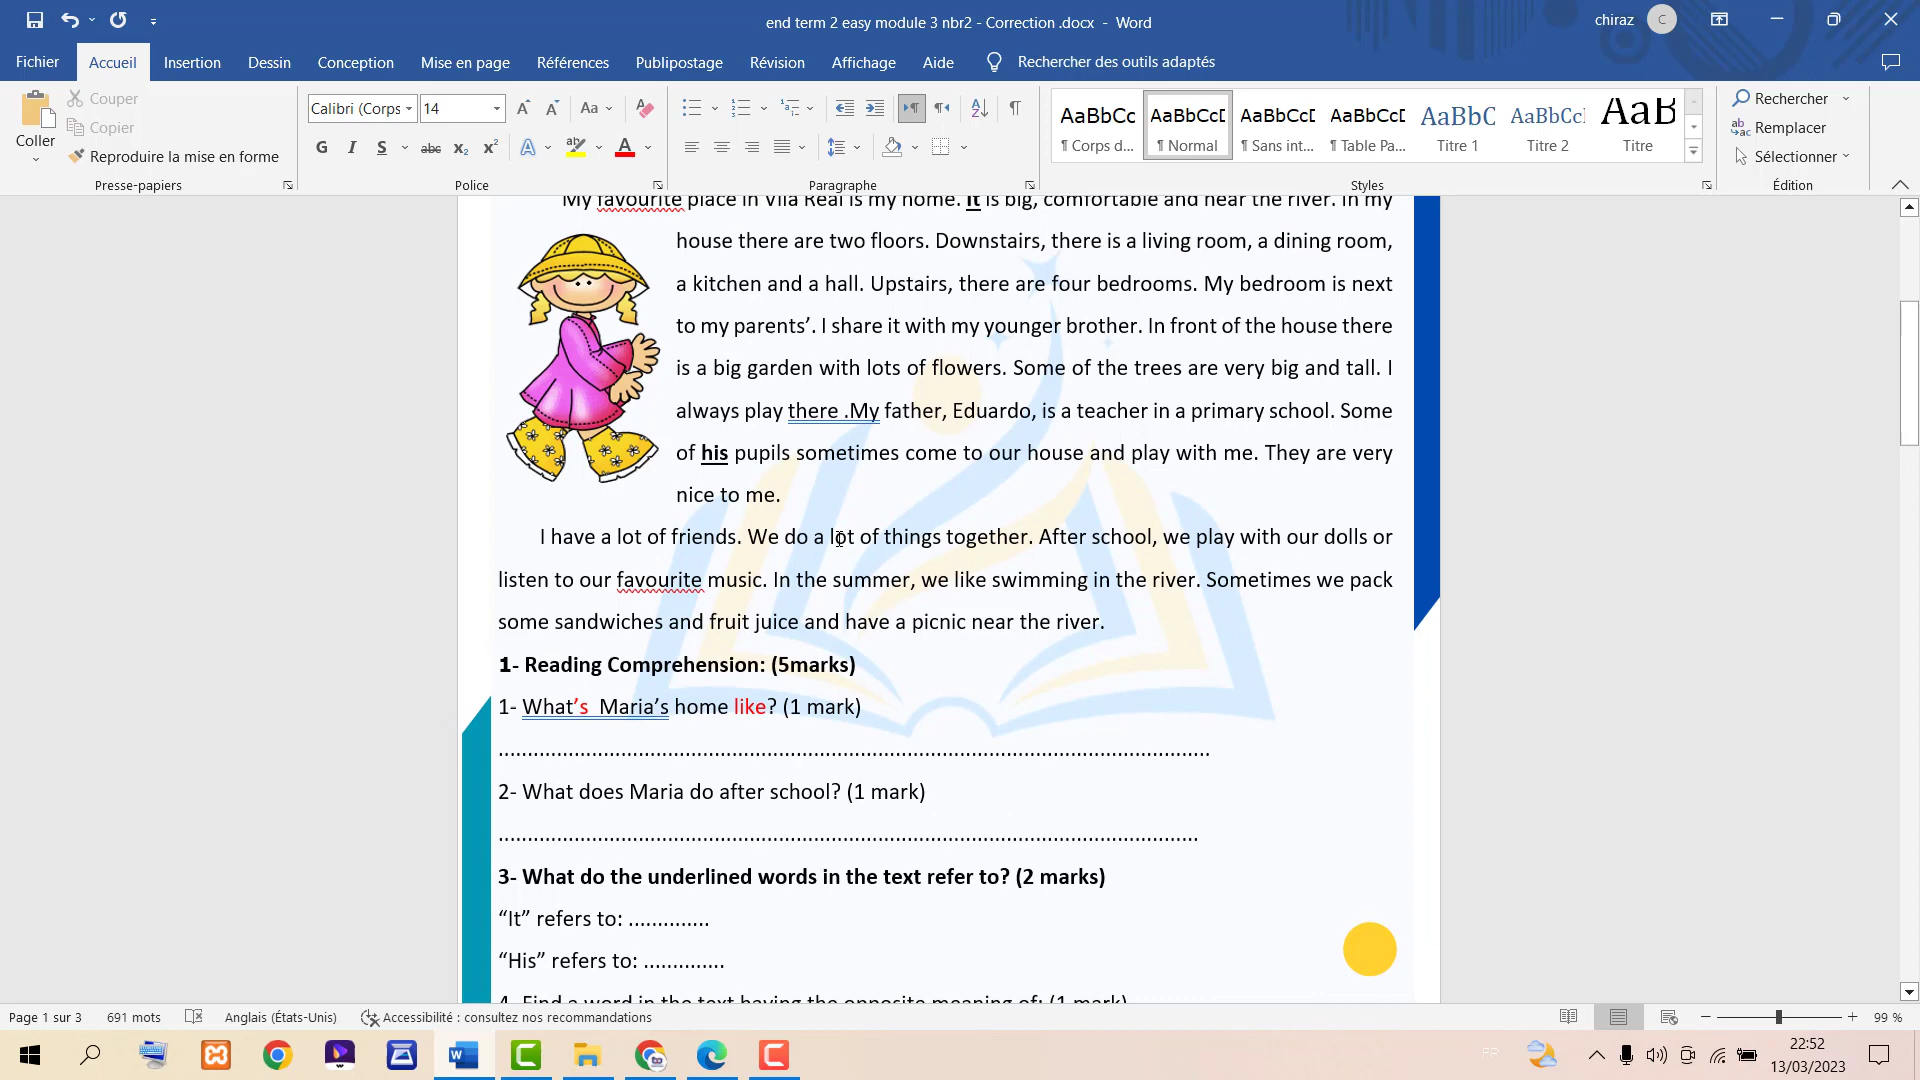 end term 2 easy module 3 nbr2 - Correction .docx - Word
chiraz
C
Fichier
Accueil
Insertion
Dessin
Conception
Mise en page
Références
Publipostage
Révision
Affichage
Aide
Rechercher des outils adaptés
Coller
Couper
Copier
Reproduire la mise en forme
Presse-papiers
Calibri (Corps
14
Aa
G I S abc x₂ x² A A
Police
Paragraphe
AaBbCc AaBbCcD AaBbCcD AaBbCcD AaBbC AaBbCc AaB
¶ Corps d... ¶ Normal ¶ Sans int... ¶ Table Pa... Titre 1 Titre 2 Titre
Styles
Rechercher
Remplacer
Sélectionner
Édition
My favourite place in Vila Real is my home. It is big, comfortable and near the river. In my
house there are two floors. Downstairs, there is a living room, a dining room,
a kitchen and a hall. Upstairs, there are four bedrooms. My bedroom is next
to my parents’. I share it with my younger brother. In front of the house there
is a big garden with lots of flowers. Some of the trees are very big and tall. I
always play there .My father, Eduardo, is a teacher in a primary school. Some
of his pupils sometimes come to our house and play with me. They are very
nice to me.
I have a lot of friends. We do a lot of things together. After school, we play with our dolls or
listen to our favourite music. In the summer, we like swimming in the river. Sometimes we pack
some sandwiches and fruit juice and have a picnic near the river.
1- Reading Comprehension: (5marks)
1- What’s  Maria’s home like? (1 mark)
........................................................................................................................
2- What does Maria do after school? (1 mark)
......................................................................................................................
3- What do the underlined words in the text refer to? (2 marks)
“It” refers to: ..............
“His” refers to: ..............
4- Find a word in the text having the opposite meaning of: (1 mark)
Page 1 sur 3
691 mots
Anglais (États-Unis)
Accessibilité : consultez nos recommandations
99 %
FR
22:52
13/03/2023